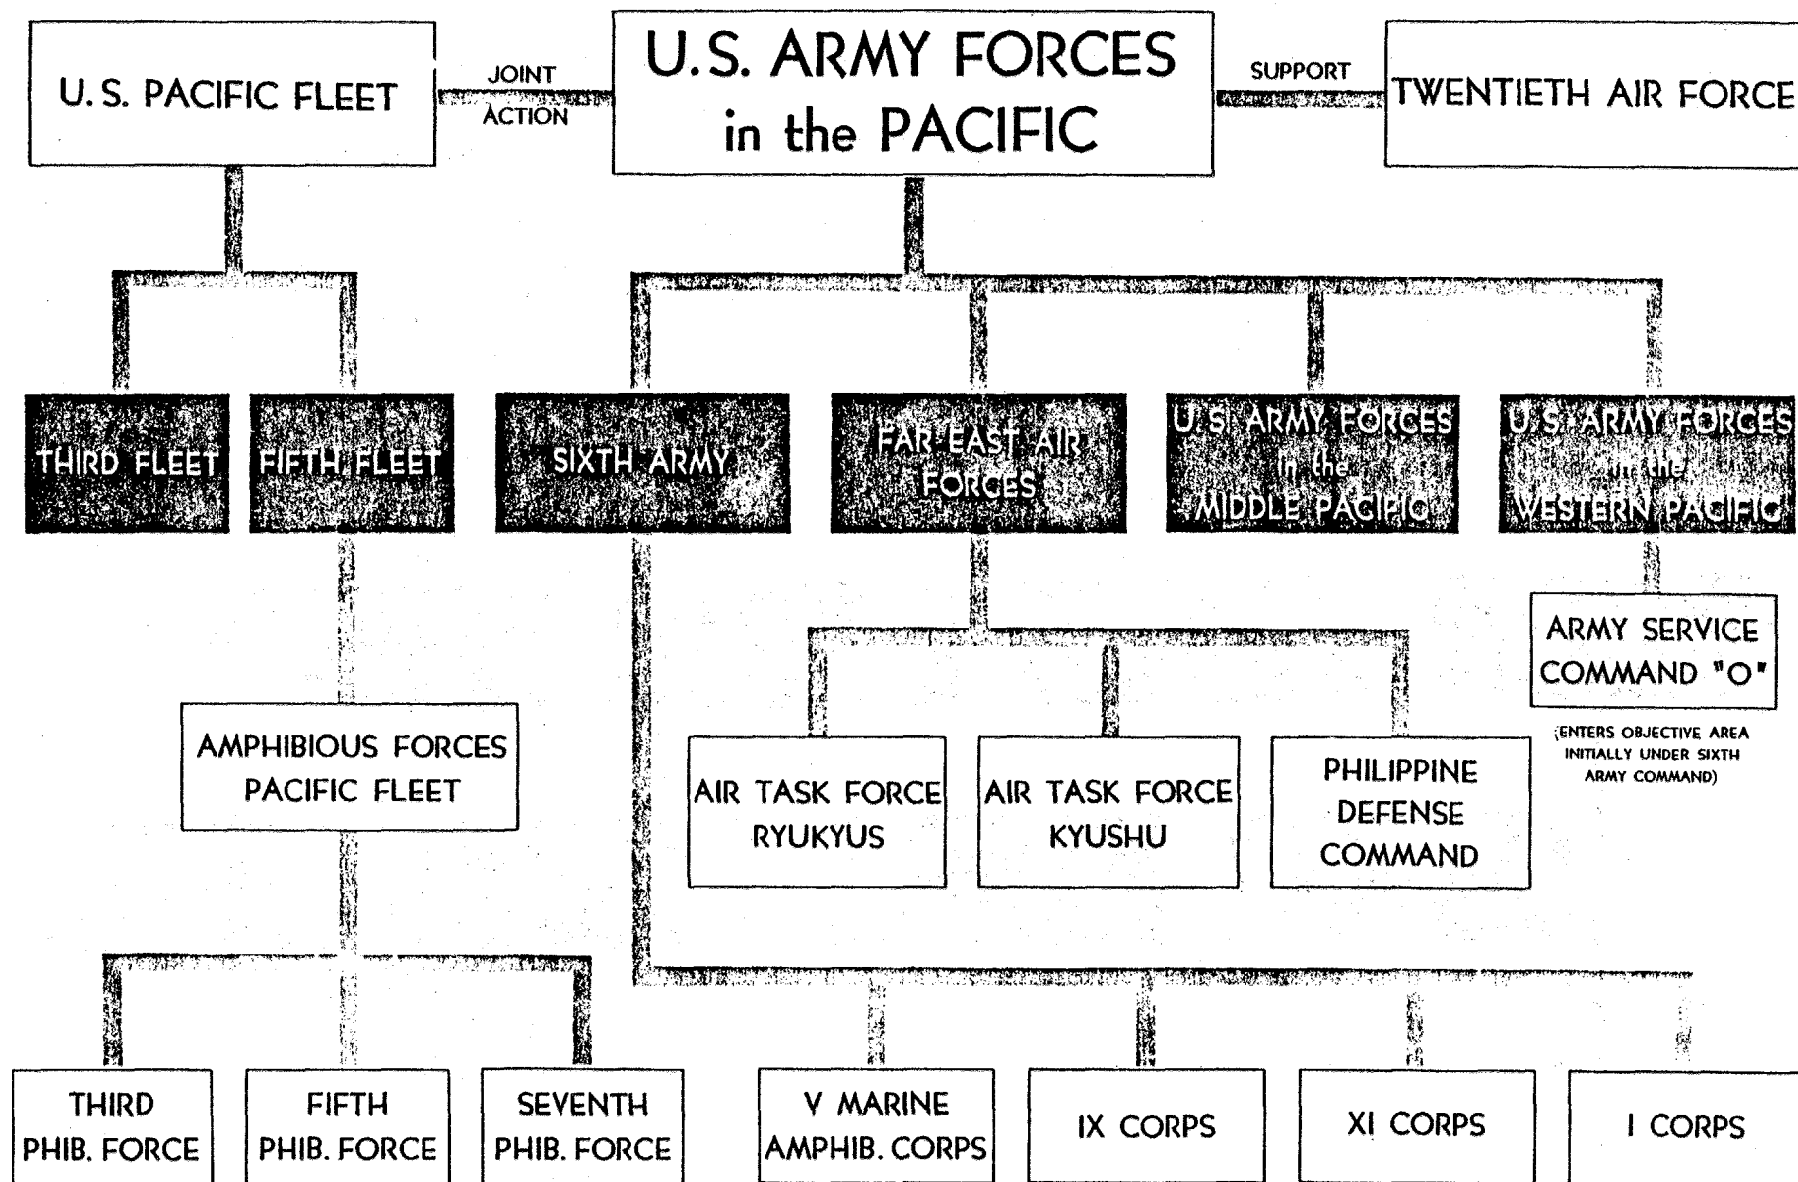 U.S. PACIFIC FLEET
JOINT
ACTION
U.S. ARMY FORCES
in the PACIFIC
SUPPORT
TWENTIETH AIR FORCE
THIRD FLEET
FIFTH FLEET
SIXTH ARMY
FAR EAST AIR
FORCES
U.S. ARMY FORCES
in the
MIDDLE PACIFIC
U.S. ARMY FORCES
in the
WESTERN PACIFIC
ARMY SERVICE
COMMAND "O"
(ENTERS OBJECTIVE AREA
INITIALLY UNDER SIXTH
ARMY COMMAND)
AMPHIBIOUS FORCES
PACIFIC FLEET
AIR TASK FORCE
RYUKYUS
AIR TASK FORCE
KYUSHU
PHILIPPINE
DEFENSE
COMMAND
THIRD
PHIB. FORCE
FIFTH
PHIB. FORCE
SEVENTH
PHIB. FORCE
V MARINE
AMPHIB. CORPS
IX CORPS
XI CORPS
I CORPS